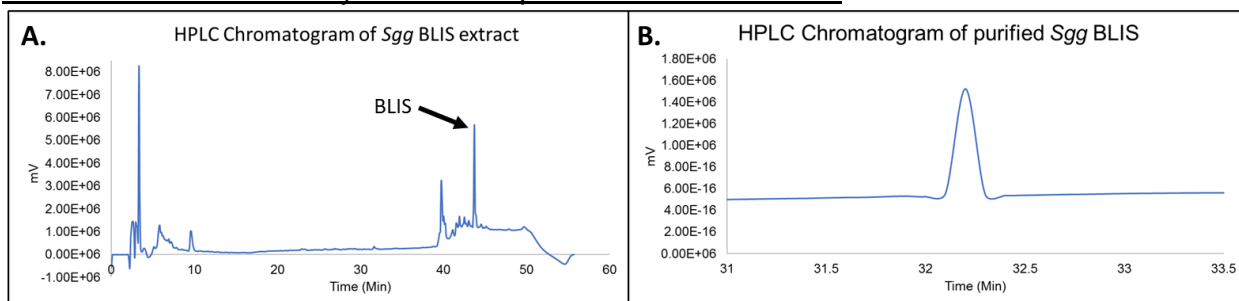 A.
HPLC Chromatogram of Sgg BLIS extract
8.00E+06
7.00E+06
6.00E+06
5.00E+06
4.00E+06
3.00E+06
2.00E+06
1.00E+06
0.00E+00
-1.00E+06
mV
BLIS
0 10 20 30 40 50 60
Time (Min)
B.
HPLC Chromatogram of purified Sgg BLIS
1.80E+06
1.60E+06
1.40E+06
1.20E+06
1.00E+06
8.00E-16
6.00E-16
4.00E-16
2.00E-16
0.00E+06
mV
31 31.5 32 32.5 33 33.5
Time (Min)